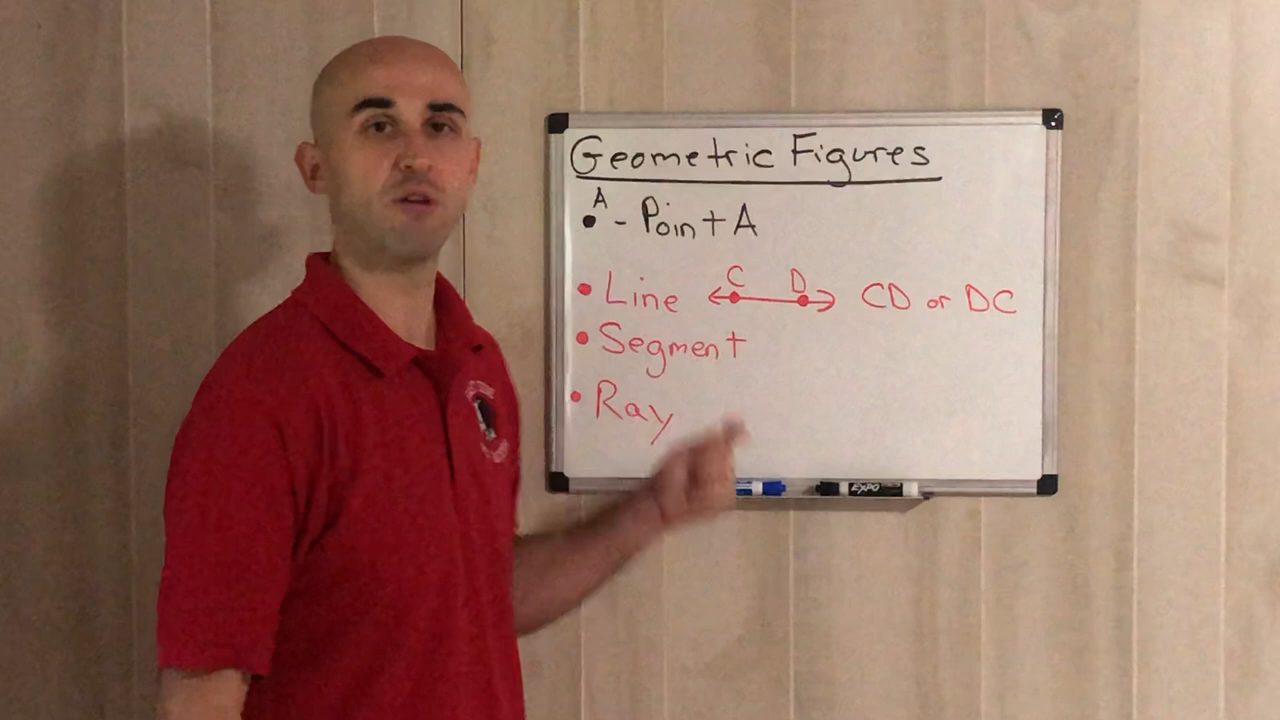 Geometric Figures
A
• - Point A
• Line C D CD or DC
• Segment
• Ray
EXPO